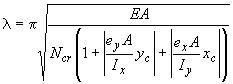 λ = π √(EA / (N_cr (1 + |e_y A / I_x y_c| + |e_x A / I_y x_c|)))